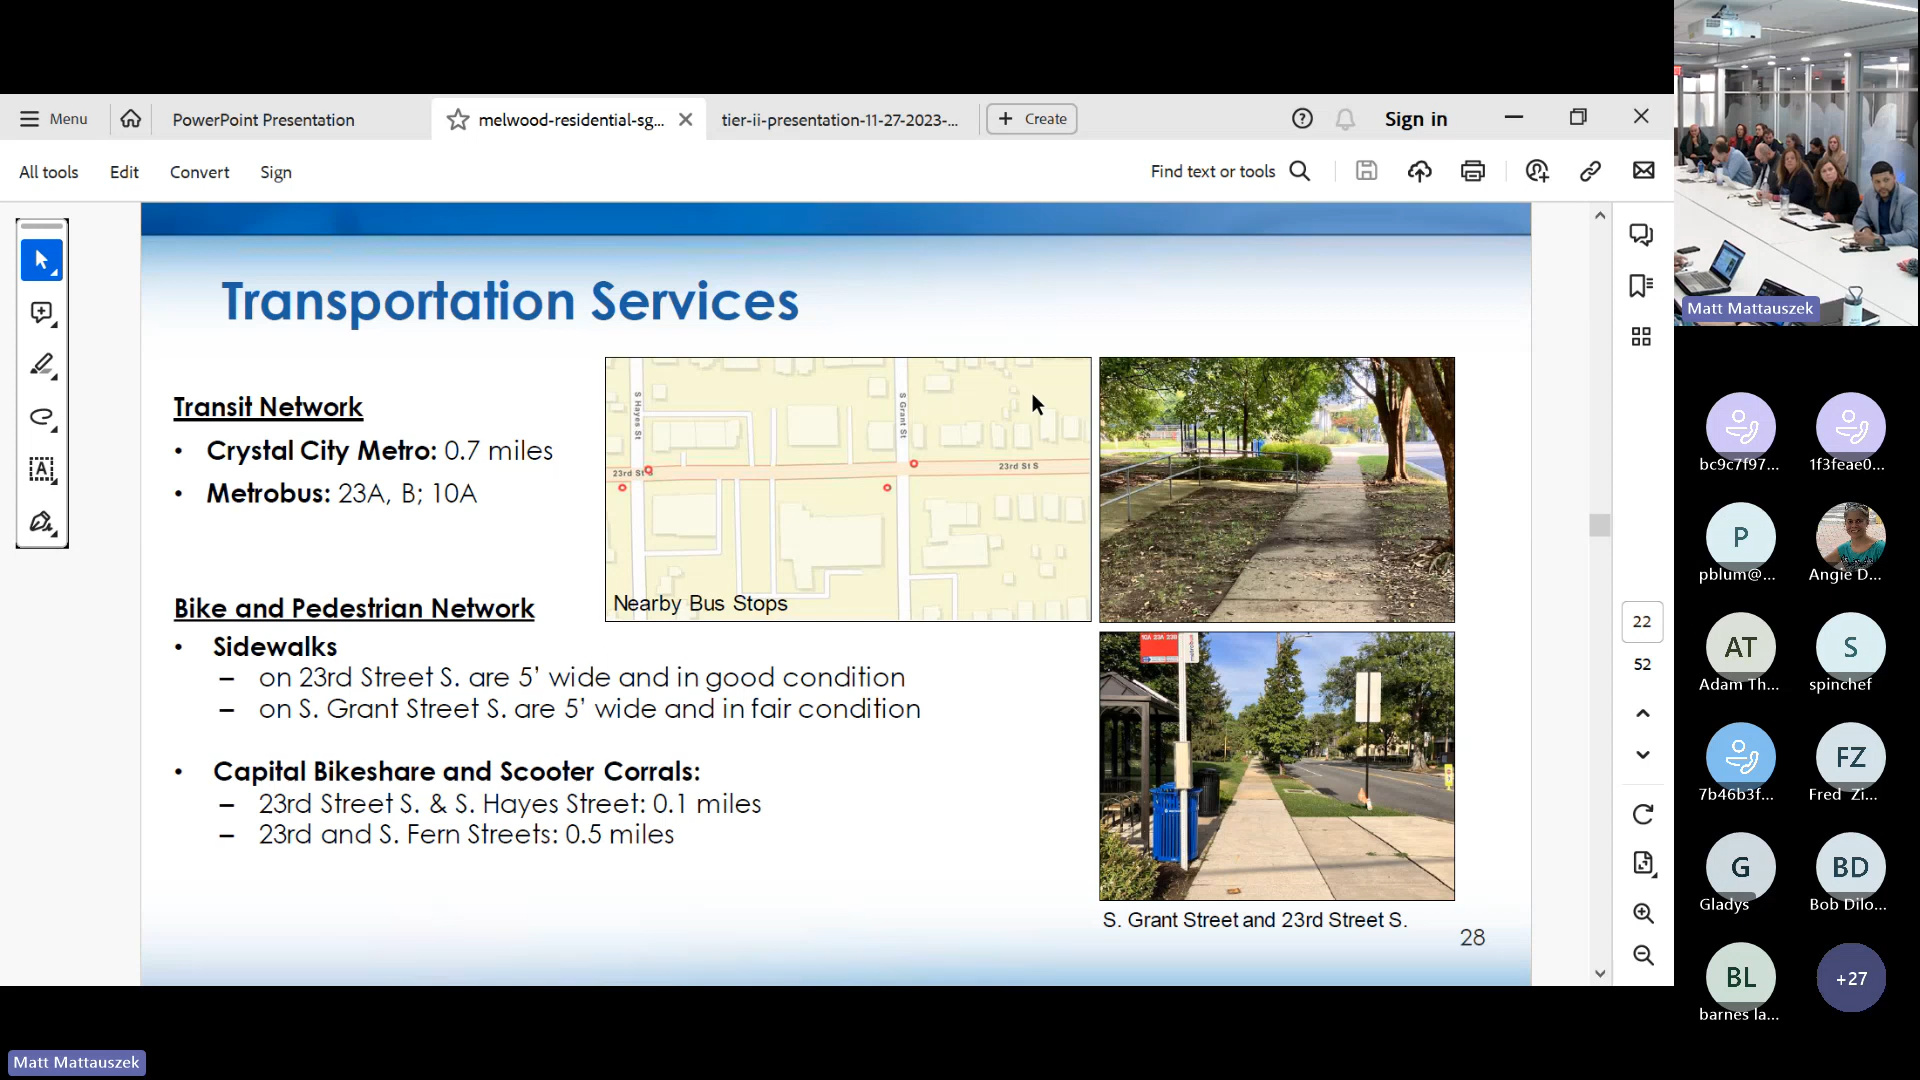 Menu
PowerPoint Presentation
melwood-residential-sg...
tier-ii-presentation-11-27-2023-...
Create
Sign in
All tools
Edit
Convert
Sign
Find text or tools
Transportation Services
Transit Network
• Crystal City Metro: 0.7 miles
• Metrobus: 23A, B; 10A
S Hayes St
S Grant St
23rd St S
23rd St S
Nearby Bus Stops
Bike and Pedestrian Network
• Sidewalks
– on 23rd Street S. are 5’ wide and in good condition
– on S. Grant Street S. are 5’ wide and in fair condition
• Capital Bikeshare and Scooter Corrals:
– 23rd Street S. & S. Hayes Street: 0.1 miles
– 23rd and S. Fern Streets: 0.5 miles
metrobus
S. Grant Street and 23rd Street S.
28
22
52
Matt Mattauszek
bc9c7f97...
1f3feae0...
P
pblum@...
Angie D...
AT
Adam Th...
S
spinchef
7b46b3f...
FZ
Fred Zi...
G
Gladys
BD
Bob Dilo...
BL
barnes la...
+27
Matt Mattauszek